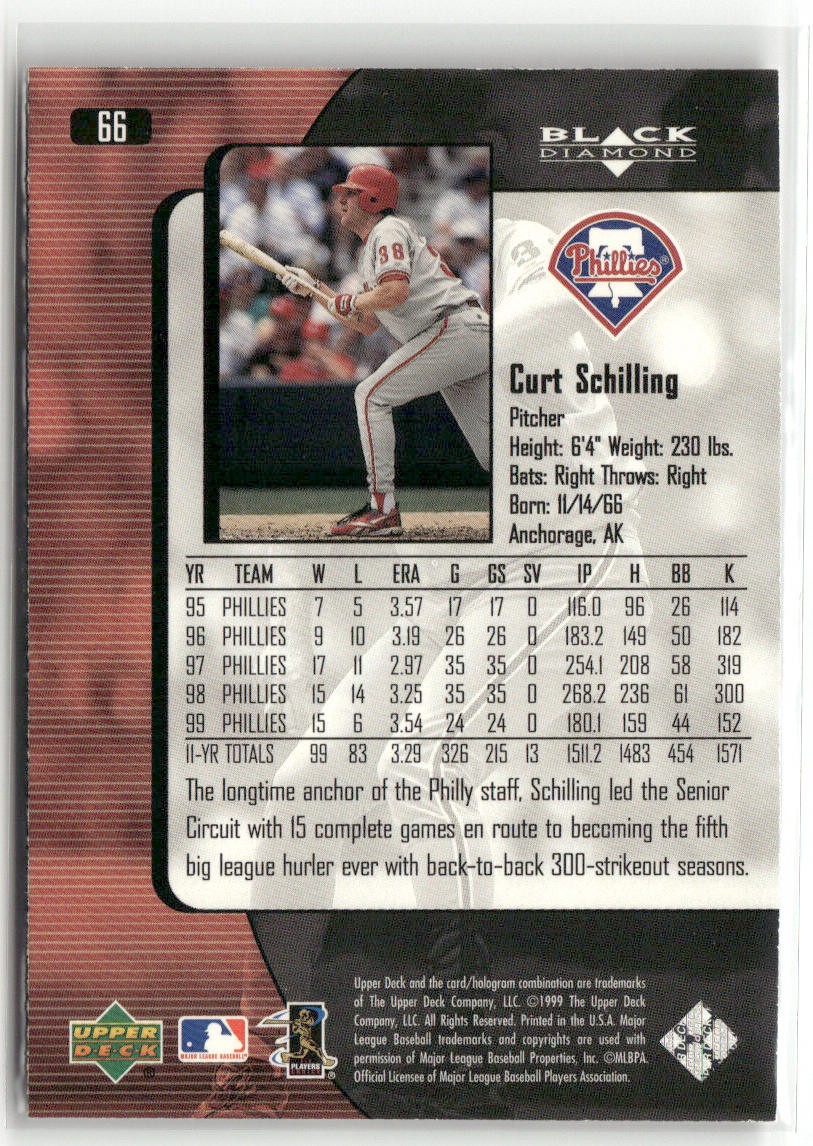 66
BLACK
DIAMOND
38
Phillies®
Curt Schilling
Pitcher
Height: 6'4" Weight: 230 lbs.
Bats: Right Throws: Right
Born: 11/14/66
Anchorage, AK
YR TEAM W L ERA G GS SV IP H BB K
95 PHILLIES 7 5 3.57 17 17 0 116.0 96 26 114
96 PHILLIES 9 10 3.19 26 26 0 183.2 149 50 182
97 PHILLIES 17 11 2.97 35 35 0 254.1 208 58 319
98 PHILLIES 15 14 3.25 35 35 0 268.2 236 61 300
99 PHILLIES 15 6 3.54 24 24 0 180.1 159 44 152
11-YR TOTALS 99 83 3.29 326 215 13 1511.2 1483 454 1571
The longtime anchor of the Philly staff, Schilling led the Senior
Circuit with 15 complete games en route to becoming the fifth
big league hurler ever with back-to-back 300-strikeout seasons.
Upper Deck and the card/hologram combination are trademarks
of The Upper Deck Company, LLC. ©1999 The Upper Deck
Company, LLC. All Rights Reserved. Printed in the U.S.A. Major
League Baseball trademarks and copyrights are used with
permission of Major League Baseball Properties, Inc. ©MLBPA.
Official Licensee of Major League Baseball Players Association.
UPPER
DECK
®
MAJOR LEAGUE BASEBALL
PLAYERS
®